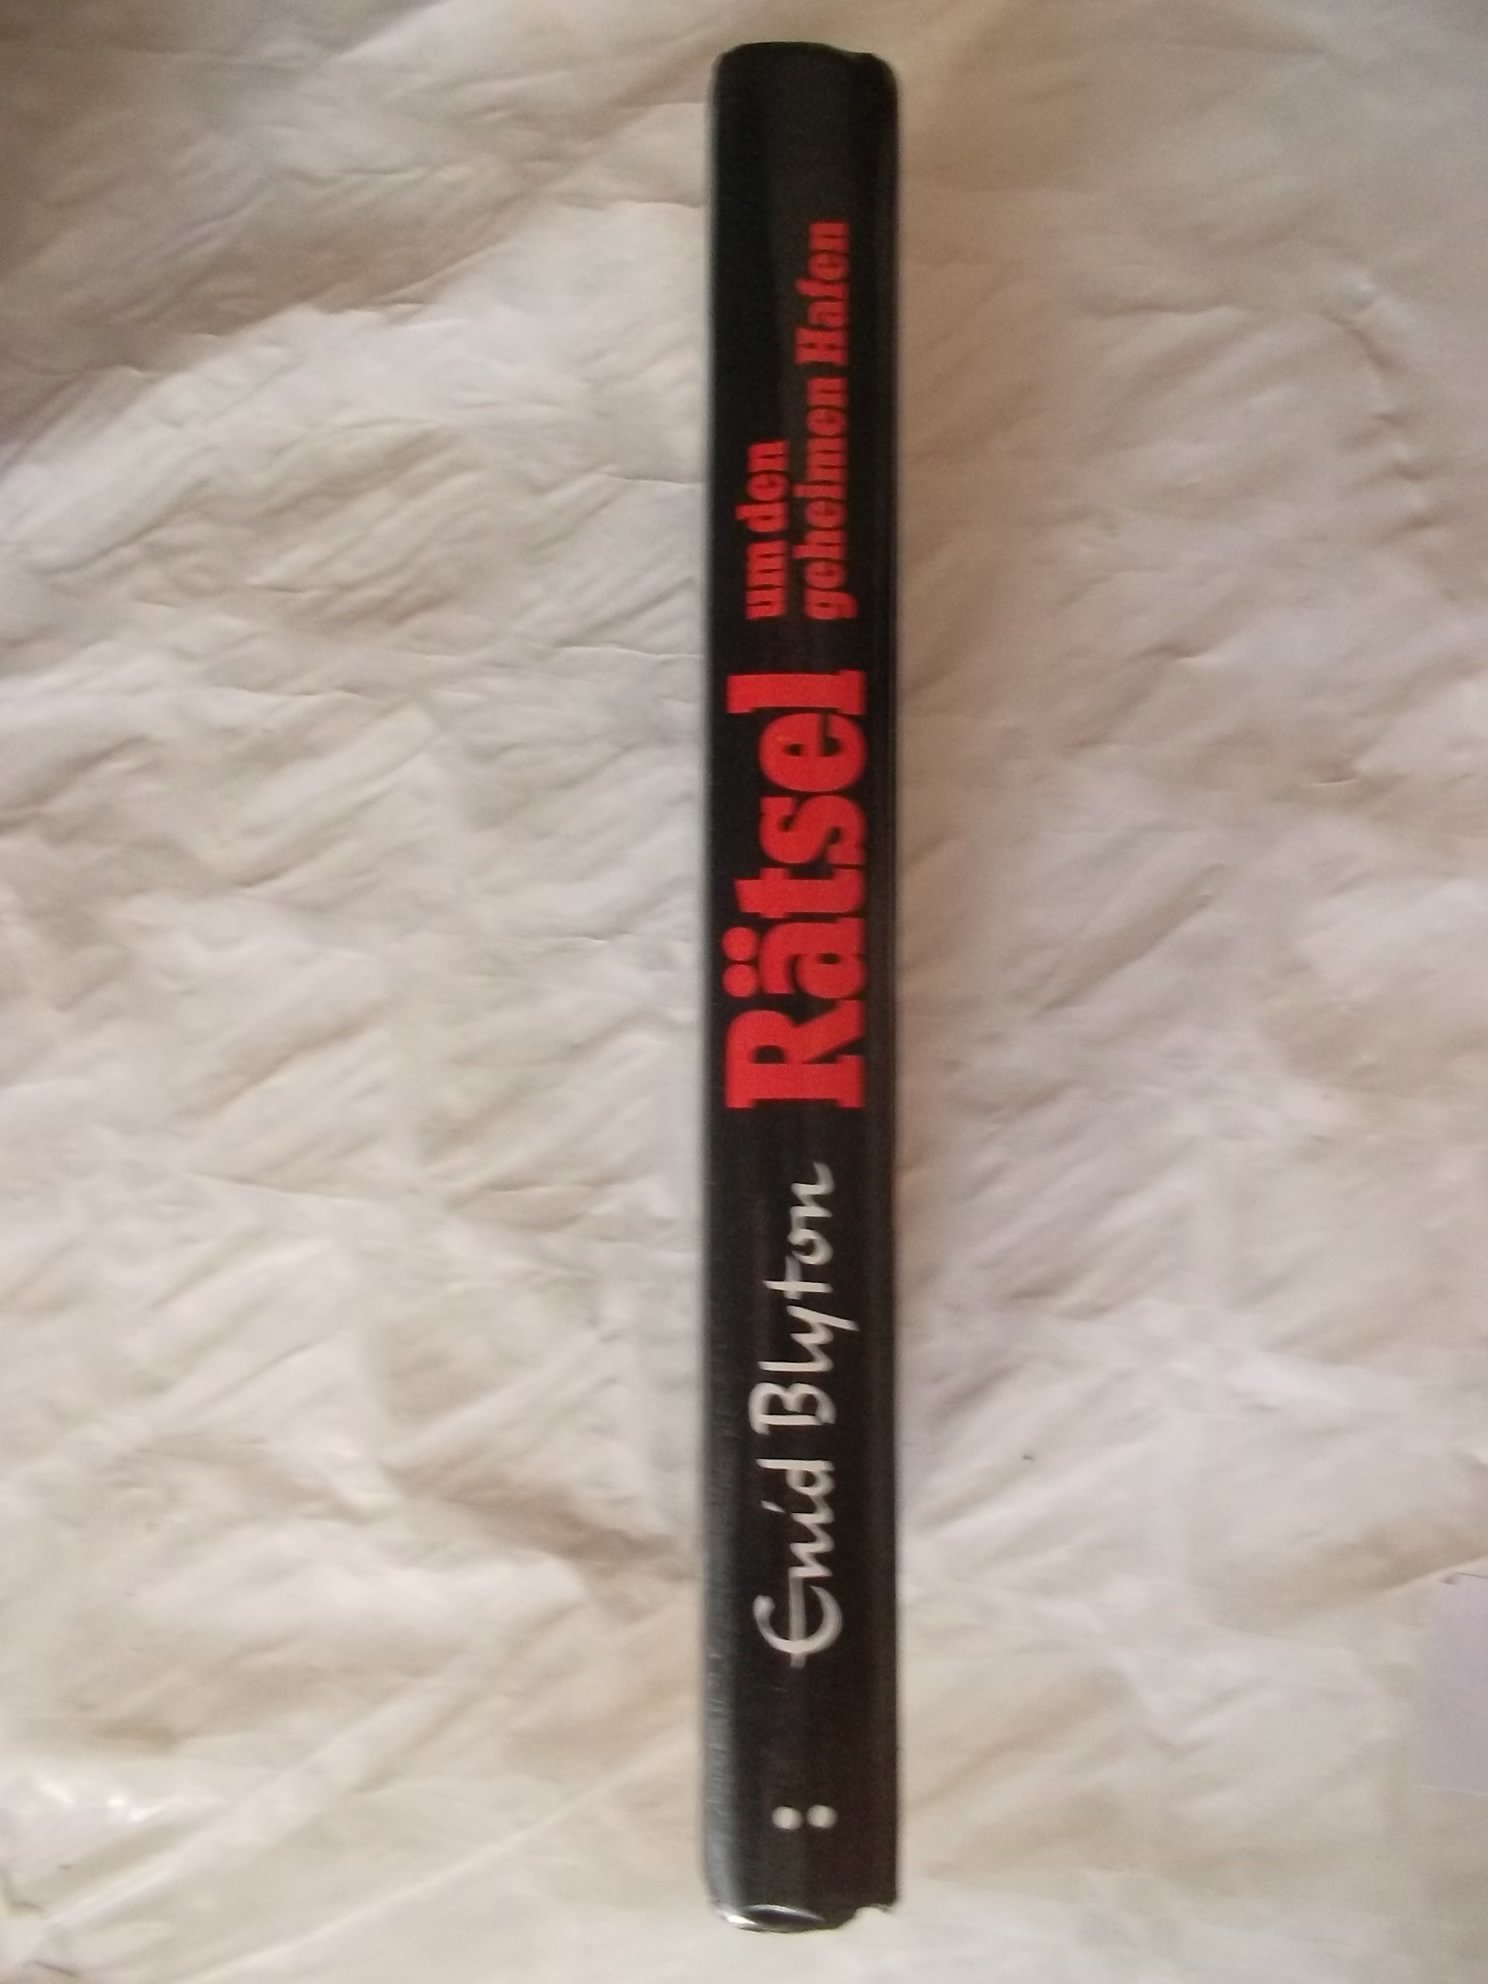 Enid Blyton
Rätsel
um den
geheimen Hafen